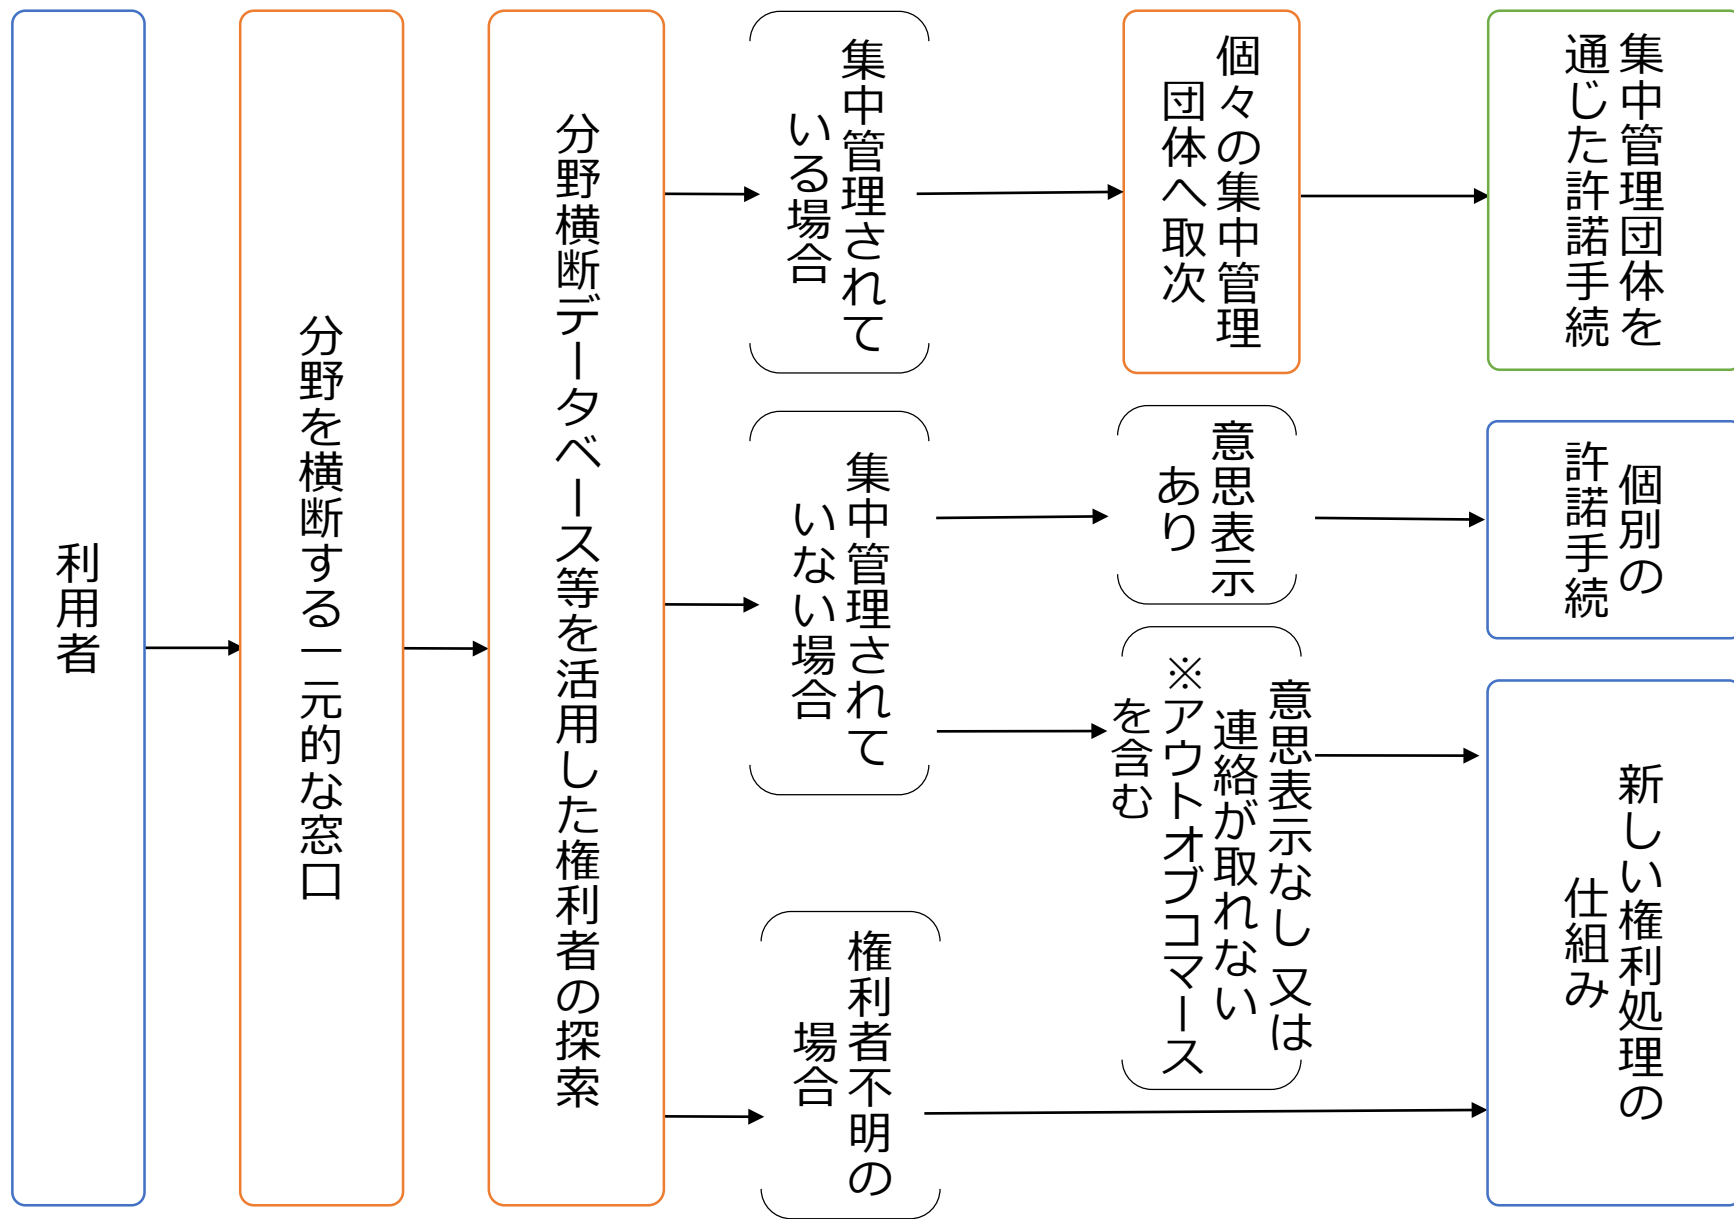 利用者
分野を横断する一元的な窓口
分野横断データベース等を活用した権利者の探索
集中管理されて
いる場合
個々の集中管理
団体へ取次
集中管理団体を
通じた許諾手続
集中管理されて
いない場合
意思表示
あり
個別の
許諾手続
意思表示なし 又は
連絡が取れない
※アウトオブコマース
を含む
権利者不明の
場合
新しい権利処理の
仕組み